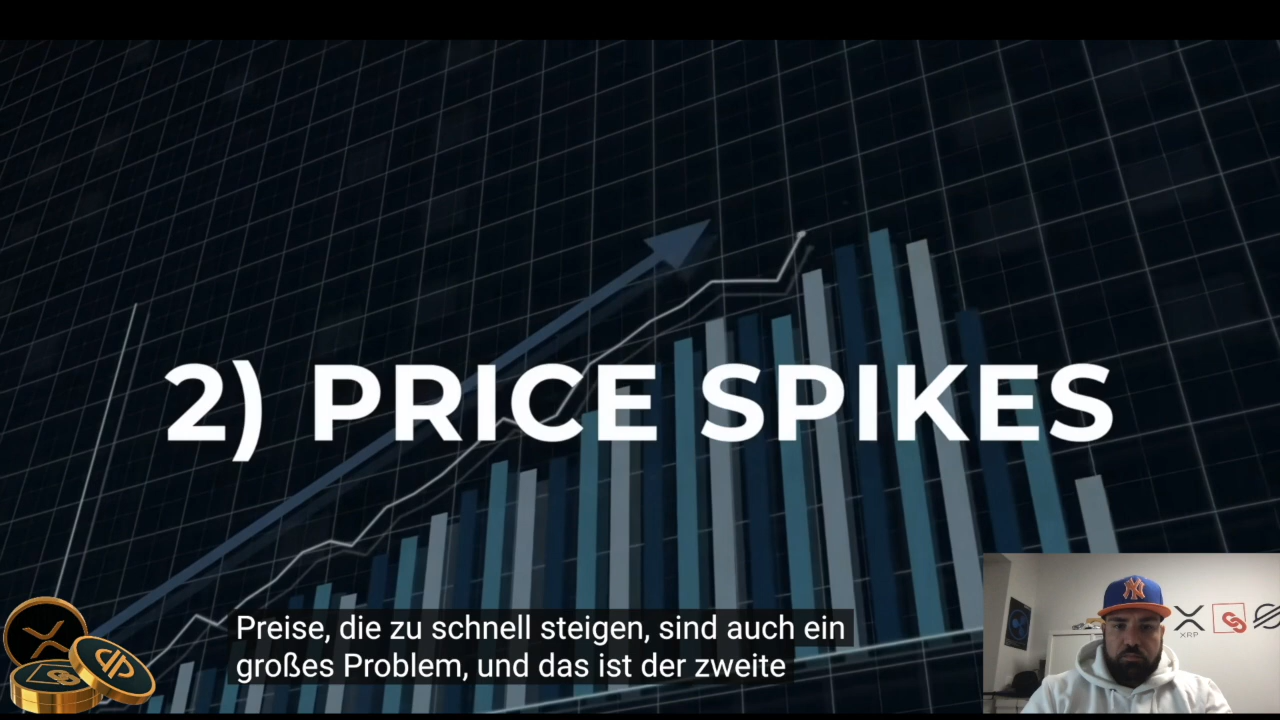 2) PRICE SPIKES
Preise, die zu schnell steigen, sind auch ein
großes Problem, und das ist der zweite
XRP